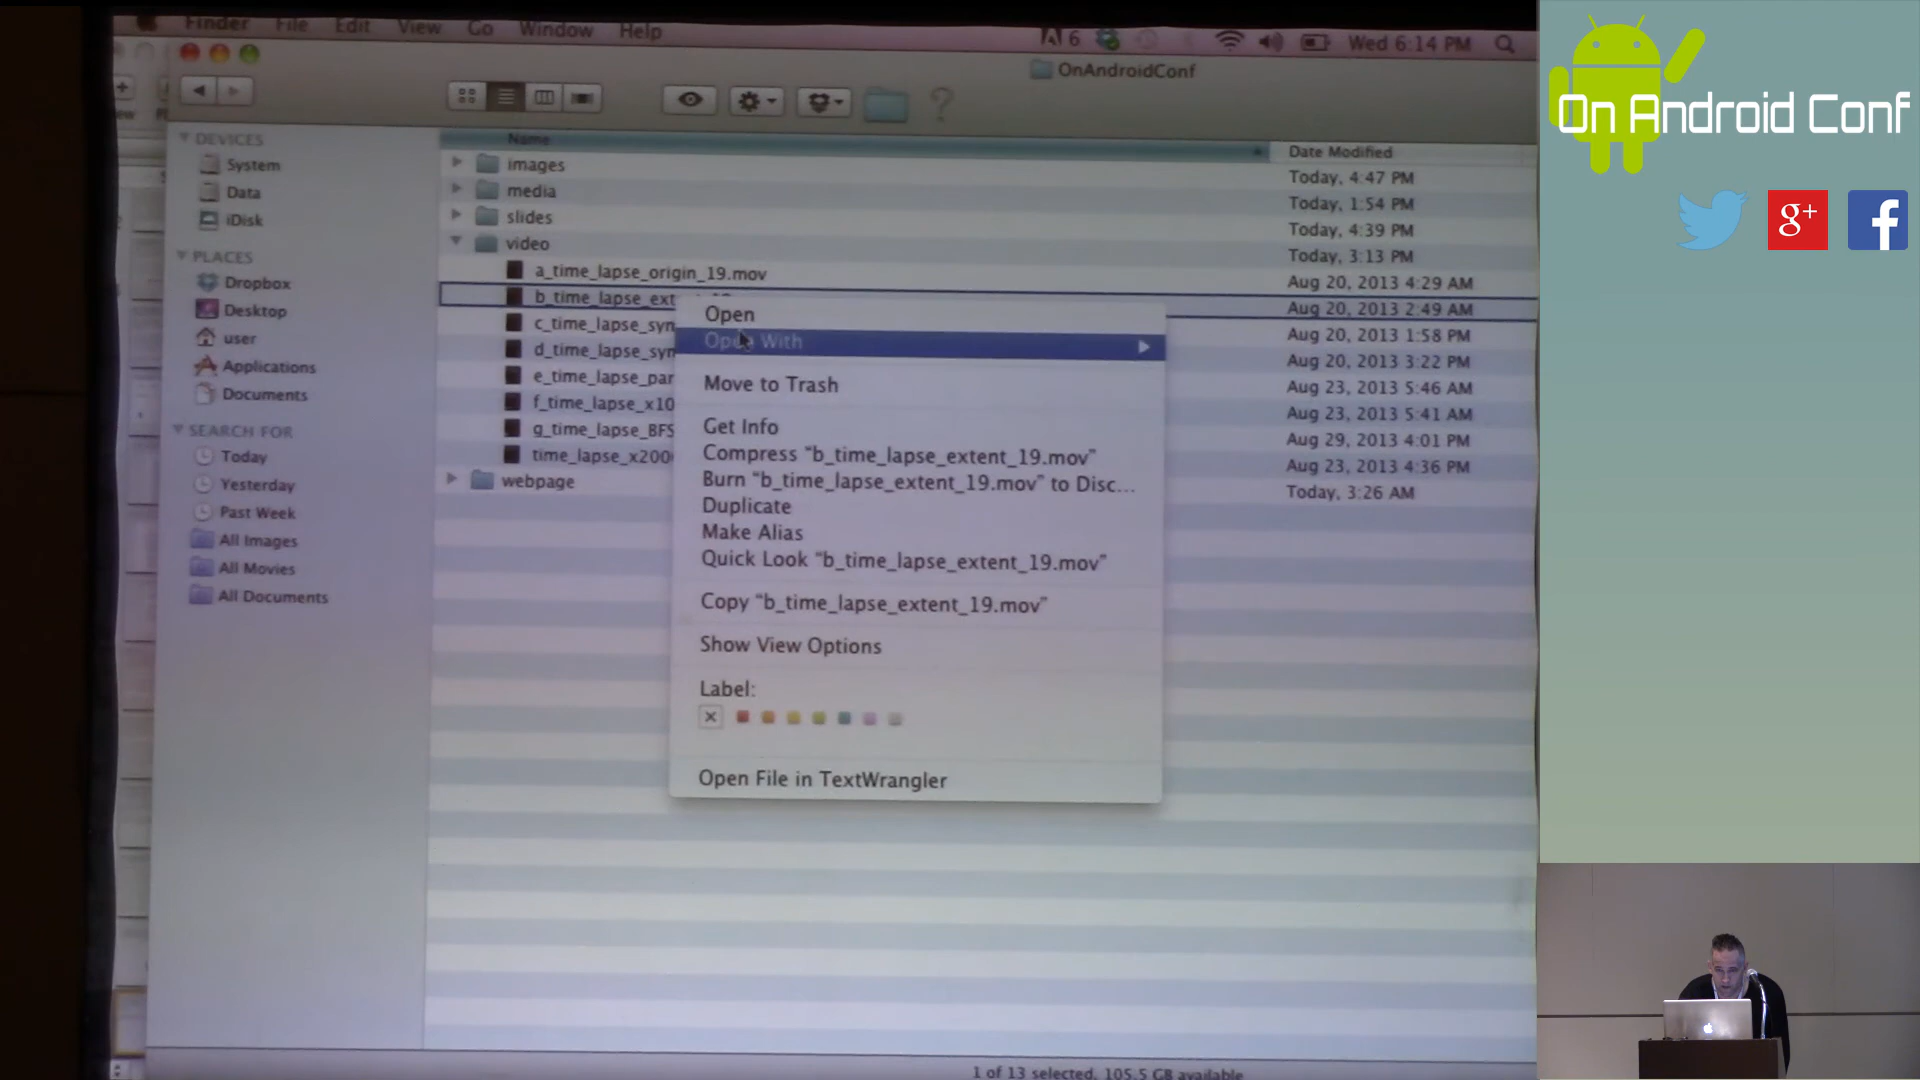 Finder File Edit View Go Window Help
6 Wed 6:14 PM
OnAndroidConf
?
Name
Date Modified
DEVICES
System
Data
iDisk
PLACES
Dropbox
Desktop
user
Applications
Documents
SEARCH FOR
Today
Yesterday
Past Week
All Images
All Movies
All Documents
images Today, 4:47 PM
media Today, 1:54 PM
slides Today, 4:39 PM
video Today, 3:13 PM
a_time_lapse_origin_19.mov Aug 20, 2013 4:29 AM
b_time_lapse_ext Aug 20, 2013 2:49 AM
c_time_lapse_syn Aug 20, 2013 1:58 PM
d_time_lapse_syn Aug 20, 2013 3:22 PM
e_time_lapse_par Aug 23, 2013 5:46 AM
f_time_lapse_x10 Aug 23, 2013 5:41 AM
g_time_lapse_BFS Aug 29, 2013 4:01 PM
time_lapse_x200 Aug 23, 2013 4:36 PM
webpage Today, 3:26 AM
Open
Open With
Move to Trash
Get Info
Compress “b_time_lapse_extent_19.mov”
Burn “b_time_lapse_extent_19.mov” to Disc...
Duplicate
Make Alias
Quick Look “b_time_lapse_extent_19.mov”
Copy “b_time_lapse_extent_19.mov”
Show View Options
Label:
Open File in TextWrangler
1 of 13 selected, 105.5 GB available
On Android Conf
g+
f